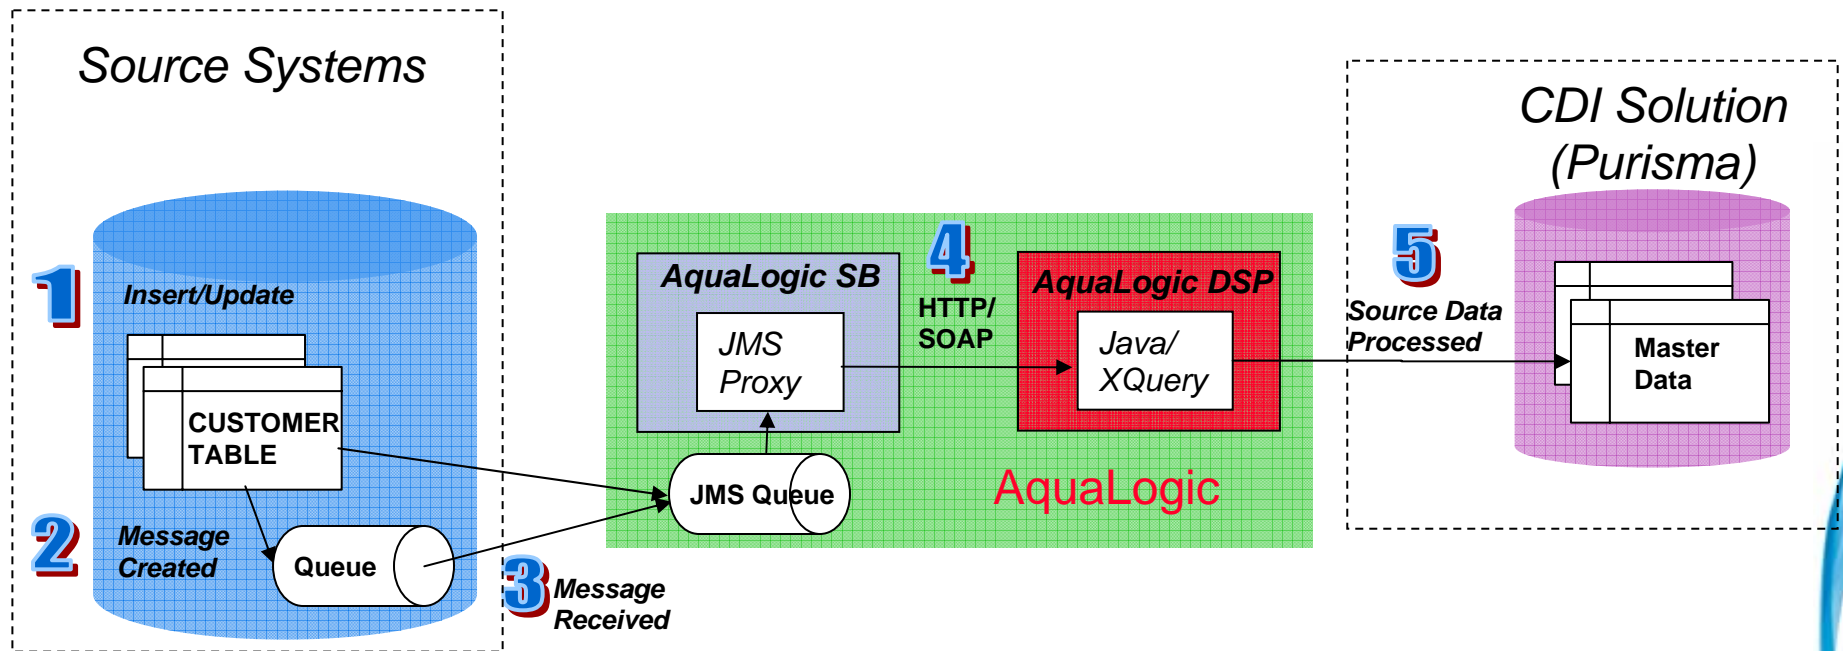 Source Systems
1
Insert/Update
CUSTOMER
TABLE
2
Message
Created
Queue
3
Message
Received
AquaLogic SB
JMS
Proxy
JMS Queue
4
HTTP/
SOAP
AquaLogic DSP
Java/
XQuery
AquaLogic
5
Source Data
Processed
CDI Solution
(Purisma)
Master
Data